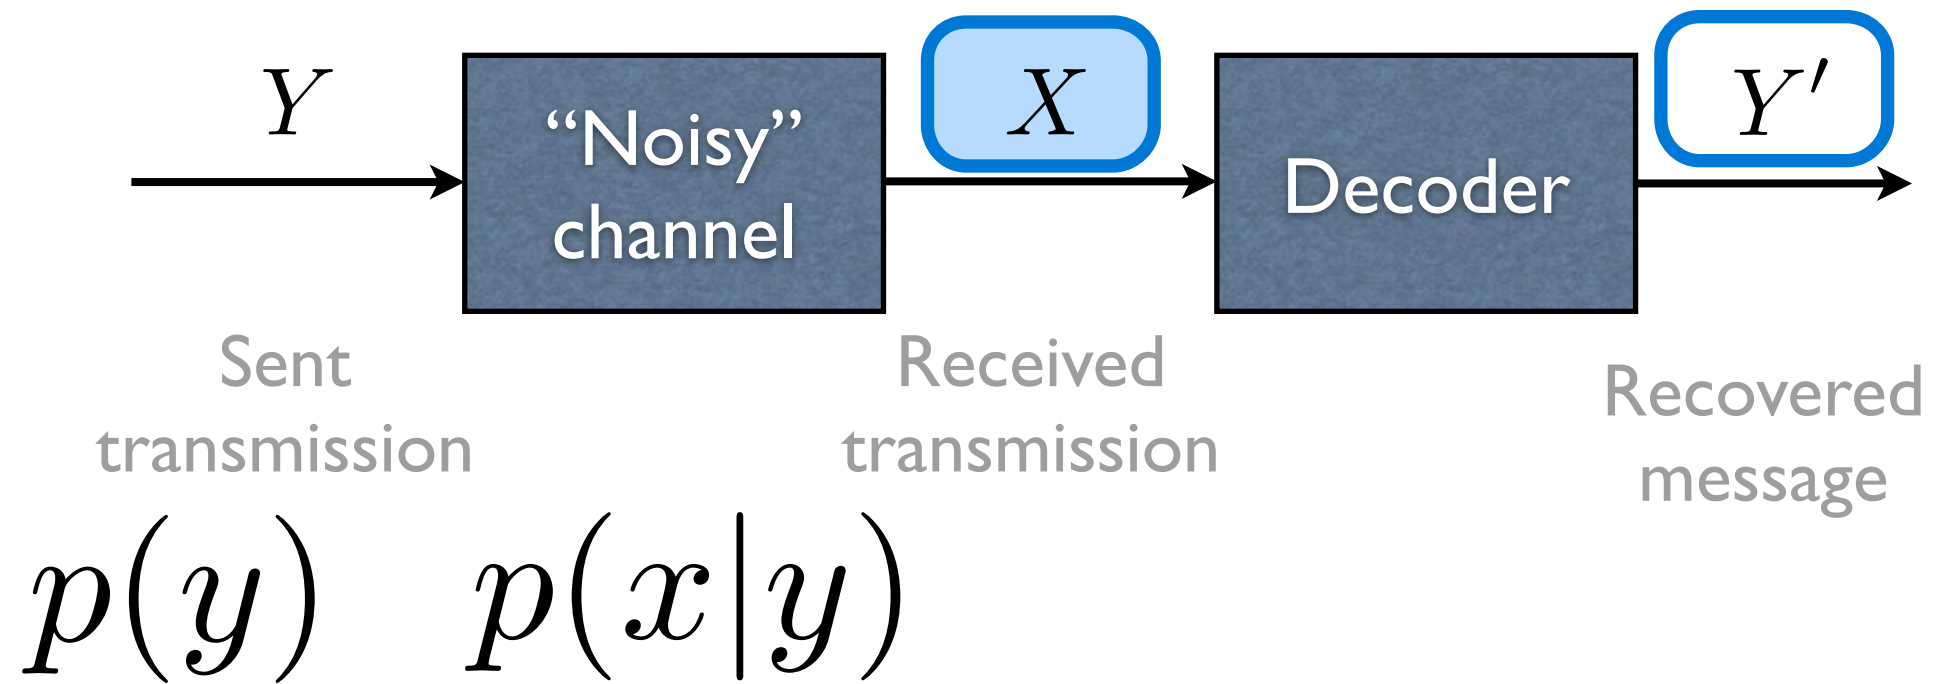 Y
“Noisy”
channel
X
Decoder
Y′
Sent
transmission
Received
transmission
Recovered
message
p(y)
p(x|y)